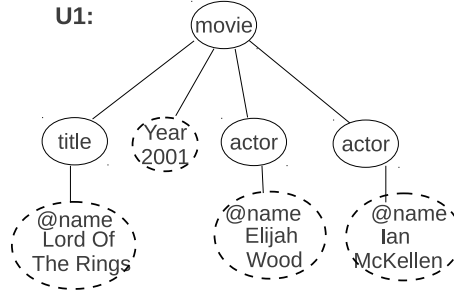 U1:
movie
title
Year
2001
actor
actor
@name
Lord Of
The Rings
@name
Elijah
Wood
@name
Ian
McKellen